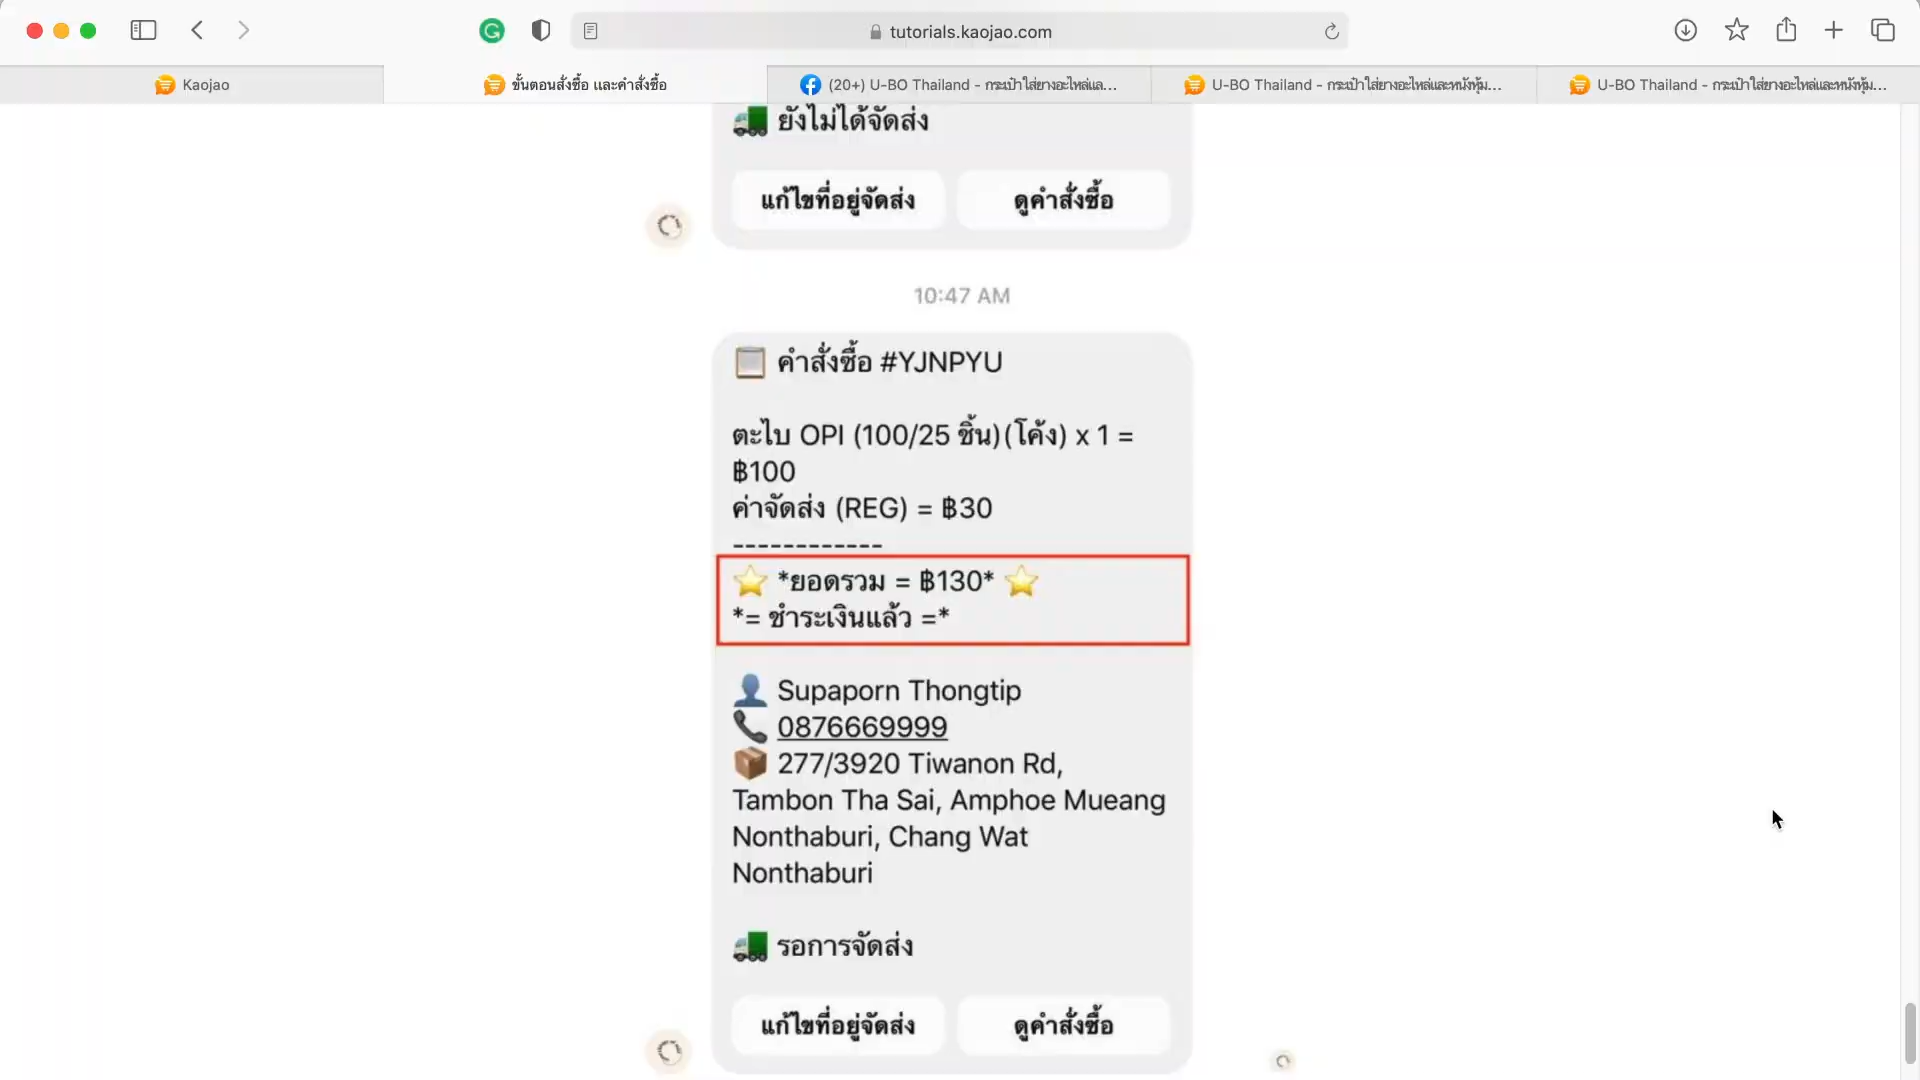 tutorials.kaojao.com
Kaojao
ขั้นตอนสั่งซื้อ และคำสั่งซื้อ
(20+) U-BO Thailand - กระเป๋าใส่ยางอะไหล่แล...
U-BO Thailand - กระเป๋าใส่ยางอะไหล่และหนังหุ้ม...
U-BO Thailand - กระเป๋าใส่ยางอะไหล่และหนังหุ้ม...
ยังไม่ได้จัดส่ง
แก้ไขที่อยู่จัดส่ง
ดูคำสั่งซื้อ
10:47 AM
คำสั่งซื้อ #YJNPYU
ตะไบ OPI (100/25 ชิ้น)(โค้ง) x 1 =
฿100
ค่าจัดส่ง (REG) = ฿30
------------
*ยอดรวม = ฿130*
*= ชำระเงินแล้ว =*
Supaporn Thongtip
0876669999
277/3920 Tiwanon Rd,
Tambon Tha Sai, Amphoe Mueang
Nonthaburi, Chang Wat
Nonthaburi
รอการจัดส่ง
แก้ไขที่อยู่จัดส่ง
ดูคำสั่งซื้อ